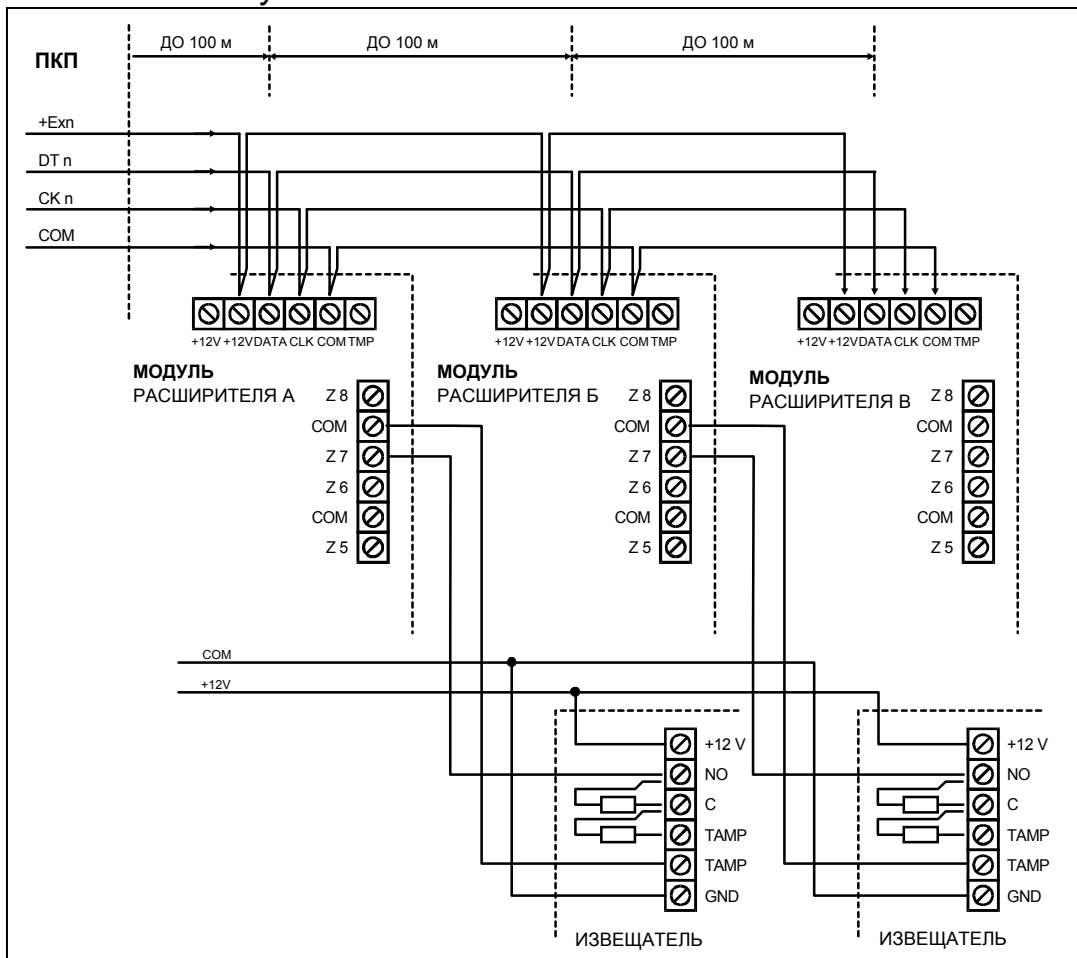 ПКП
ДО 100 м
ДО 100 м
ДО 100 м
+Exn
DT n
CK n
COM
+12V +12V DATA CLK COM TMP
+12V +12V DATA CLK COM TMP
+12V +12V DATA CLK COM TMP
МОДУЛЬ
РАСШИРИТЕЛЯ А
Z 8
COM
Z 7
Z 6
COM
Z 5
МОДУЛЬ
РАСШИРИТЕЛЯ Б
Z 8
COM
Z 7
Z 6
COM
Z 5
МОДУЛЬ
РАСШИРИТЕЛЯ В
Z 8
COM
Z 7
Z 6
COM
Z 5
COM
+12V
+12 V
NO
C
TAMP
TAMP
GND
ИЗВЕЩАТЕЛЬ
+12 V
NO
C
TAMP
TAMP
GND
ИЗВЕЩАТЕЛЬ